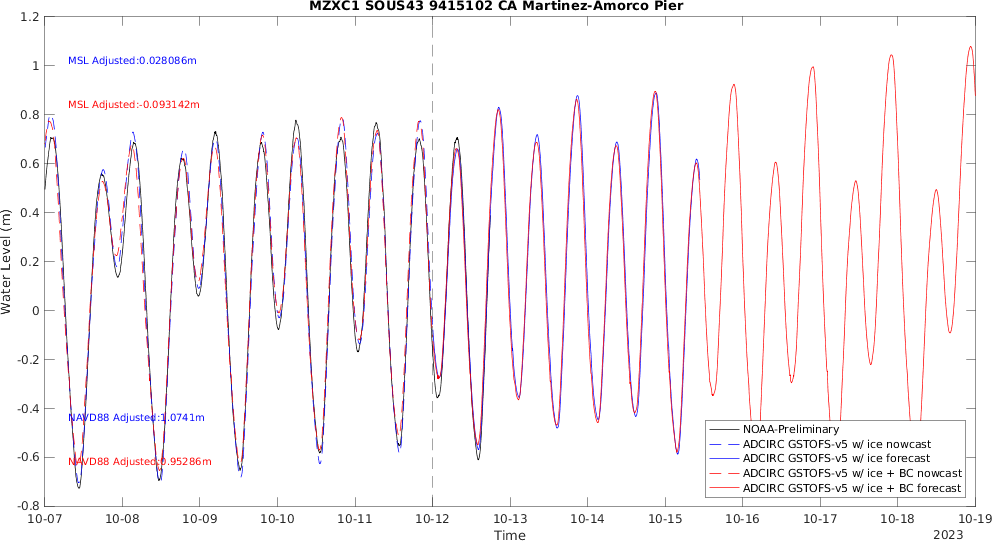 MZXC1 SOUS43 9415102 CA Martinez-Amorco Pier
1.2
1
0.8
0.6
0.4
0.2
0
-0.2
-0.4
-0.6
-0.8
Water Level (m)
MSL Adjusted:0.028086m
MSL Adjusted:-0.093142m
NAVD88 Adjusted:1.0741m
NAVD88 Adjusted:0.95286m
NOAA-Preliminary
ADCIRC GSTOFS-v5 w/ ice nowcast
ADCIRC GSTOFS-v5 w/ ice forecast
ADCIRC GSTOFS-v5 w/ ice + BC nowcast
ADCIRC GSTOFS-v5 w/ ice + BC forecast
10-07 10-08 10-09 10-10 10-11 10-12 10-13 10-14 10-15 10-16 10-17 10-18 10-19
Time
2023